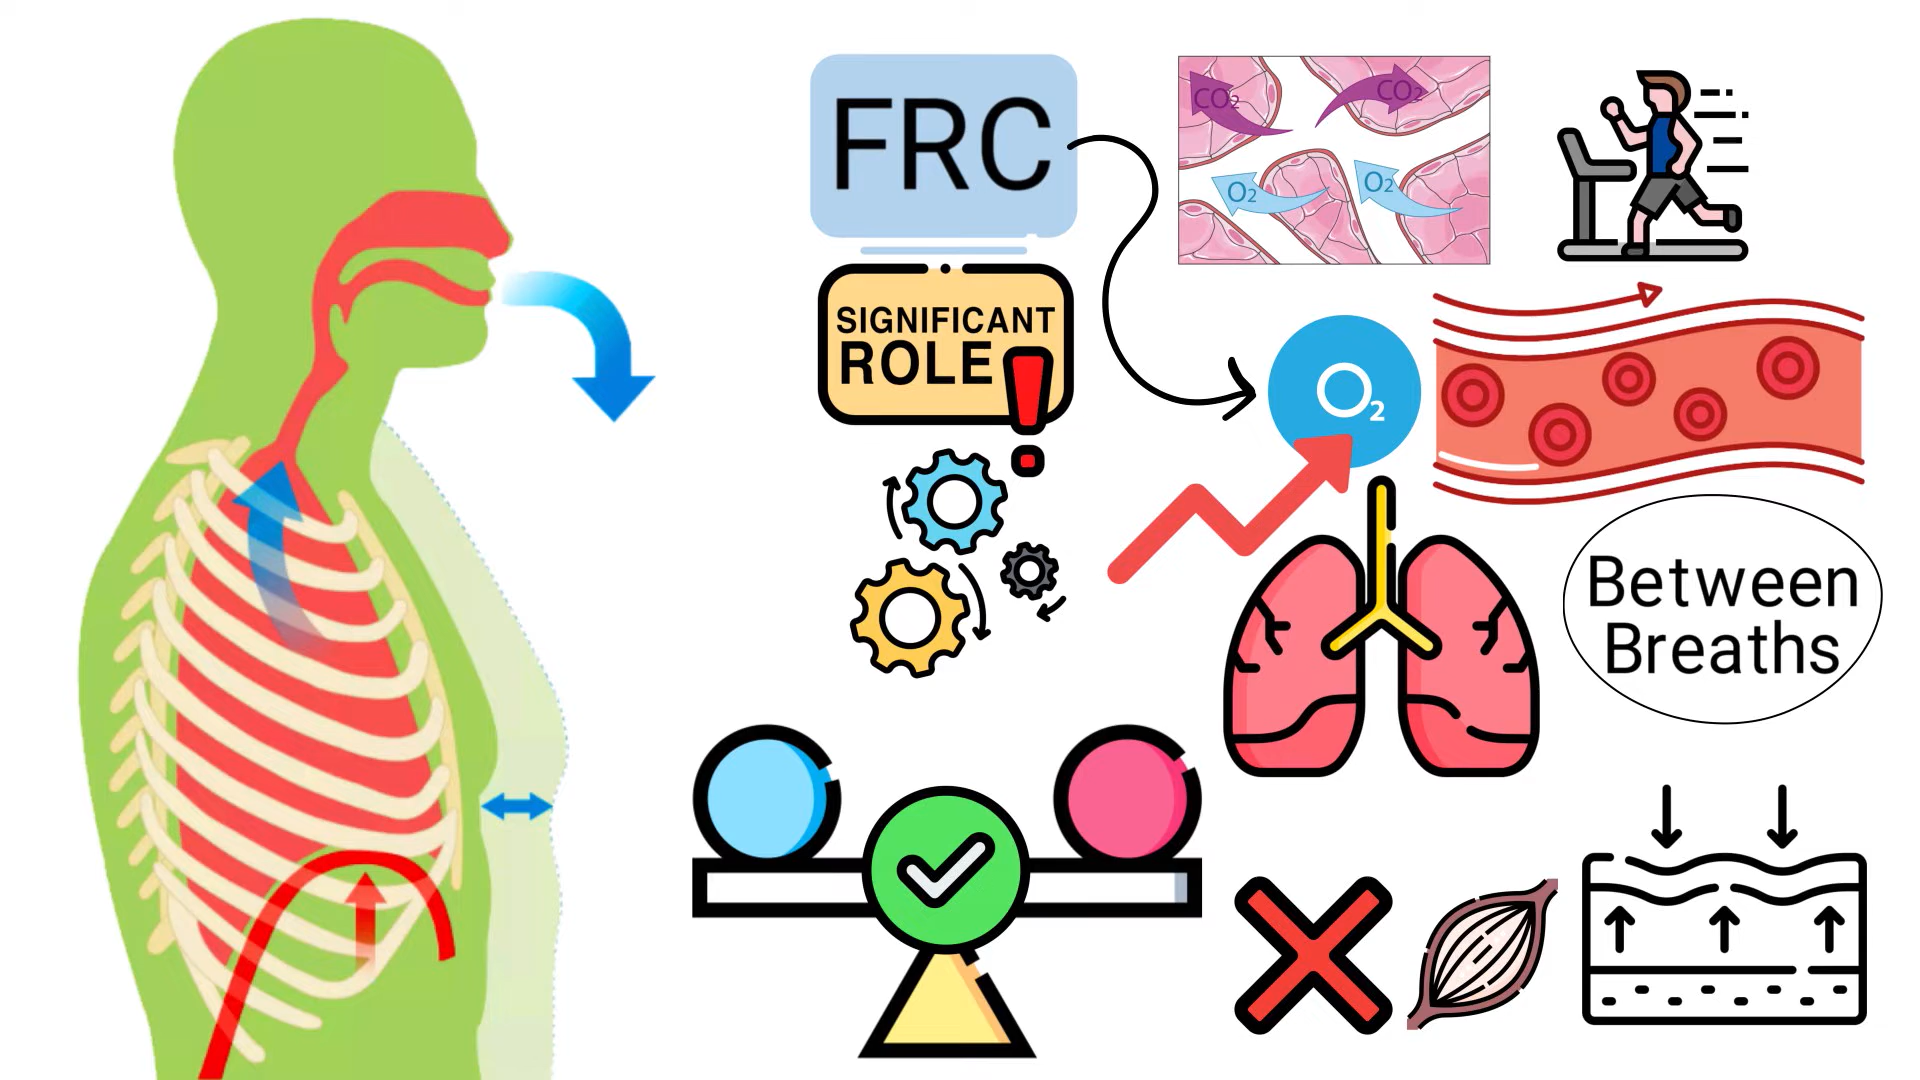 FRC
SIGNIFICANT
ROLE!
CO₂
CO₂
O₂
O₂
O₂
Between
Breaths